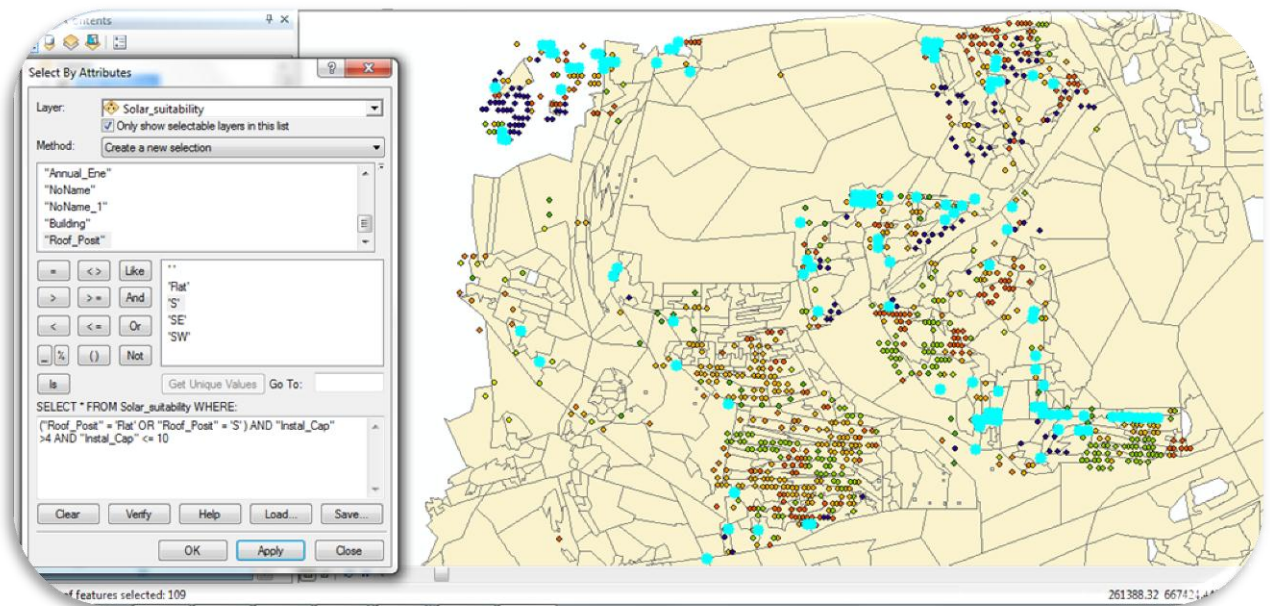 Select By Attributes
Layer: Solar_suitability
Only show selectable layers in this list
Method: Create a new selection
"Annual_Ene"
"NoName"
"NoName_1"
"Building"
"Roof_Posit"
= <> Like
> >= And
< <= Or
_ % () Not
Is
' '
'Flat'
'S'
'SE'
'SW'
Get Unique Values Go To:
SELECT * FROM Solar_suitability WHERE:
("Roof_Posit" = 'Flat' OR "Roof_Posit" = 'S' ) AND "Instal_Cap"
>4 AND "Instal_Cap" <= 10
Clear Verify Help Load... Save...
OK Apply Close
of features selected: 109
261388.32